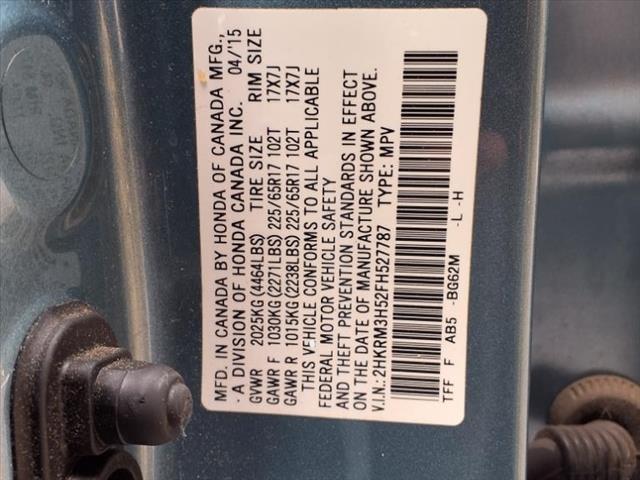 MFD. IN CANADA BY HONDA OF CANADA MFG.,
- A DIVISION OF HONDA CANADA INC. 04/'15
GVWR 2025KG (4464LBS) TIRE SIZE RIM SIZE
GAWR F 1030KG (2271LBS) 225/65R17 102T 17X7J
GAWR R 1015KG (2238LBS) 225/65R17 102T 17X7J
THIS VEHICLE CONFORMS TO ALL APPLICABLE
FEDERAL MOTOR VEHICLE SAFETY
AND THEFT PREVENTION STANDARDS IN EFFECT
ON THE DATE OF MANUFACTURE SHOWN ABOVE.
V.I.N.: 2HKRM3H52FH527787 TYPE: MPV
TFF F AB5 -BG62M -L -H